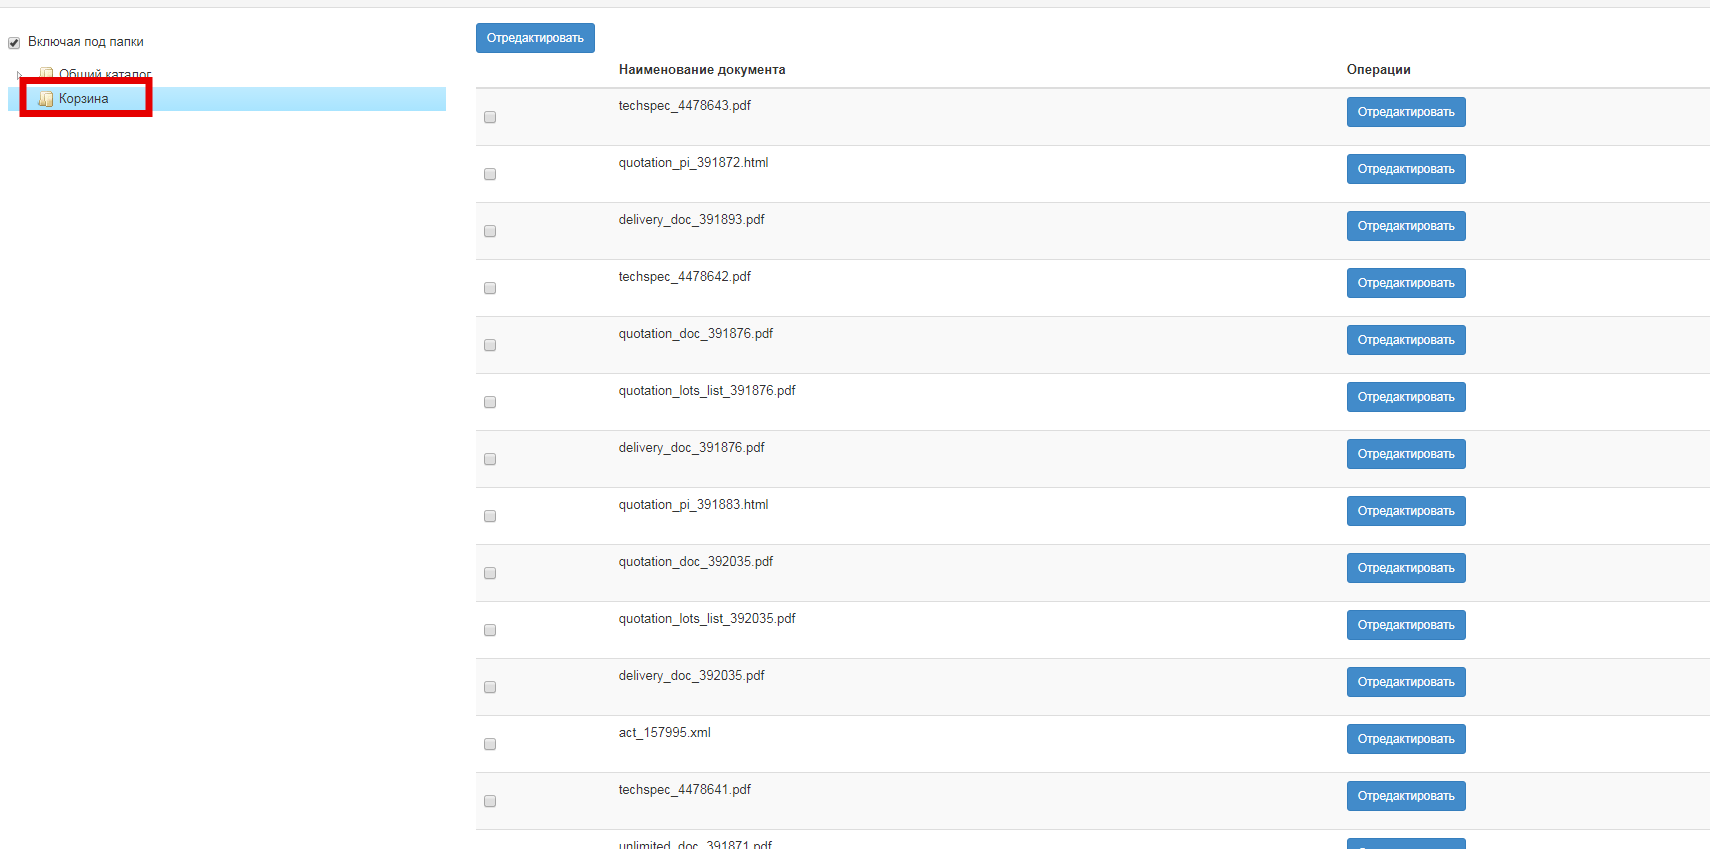 Включая под папки
Общий каталог
Корзина
Отредактировать
Наименование документа Операции
techspec_4478643.pdf Отредактировать
quotation_pi_391872.html Отредактировать
delivery_doc_391893.pdf Отредактировать
techspec_4478642.pdf Отредактировать
quotation_doc_391876.pdf Отредактировать
quotation_lots_list_391876.pdf Отредактировать
delivery_doc_391876.pdf Отредактировать
quotation_pi_391883.html Отредактировать
quotation_doc_392035.pdf Отредактировать
quotation_lots_list_392035.pdf Отредактировать
delivery_doc_392035.pdf Отредактировать
act_157995.xml Отредактировать
techspec_4478641.pdf Отредактировать
unlimited_doc_391871.pdf